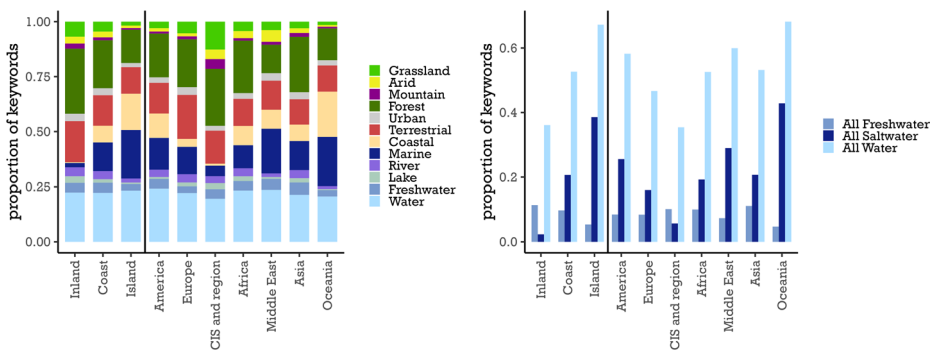 proportion of keywords
1.00
0.75
0.50
0.25
0.00
Inland
Coast
Island
America
Europe
CIS and region
Africa
Middle East
Asia
Oceania
Grassland
Arid
Mountain
Forest
Urban
Terrestrial
Coastal
Marine
River
Lake
Freshwater
Water
proportion of keywords
0.6
0.4
0.2
0.0
Inland
Coast
Island
America
Europe
CIS and region
Africa
Middle East
Asia
Oceania
All Freshwater
All Saltwater
All Water